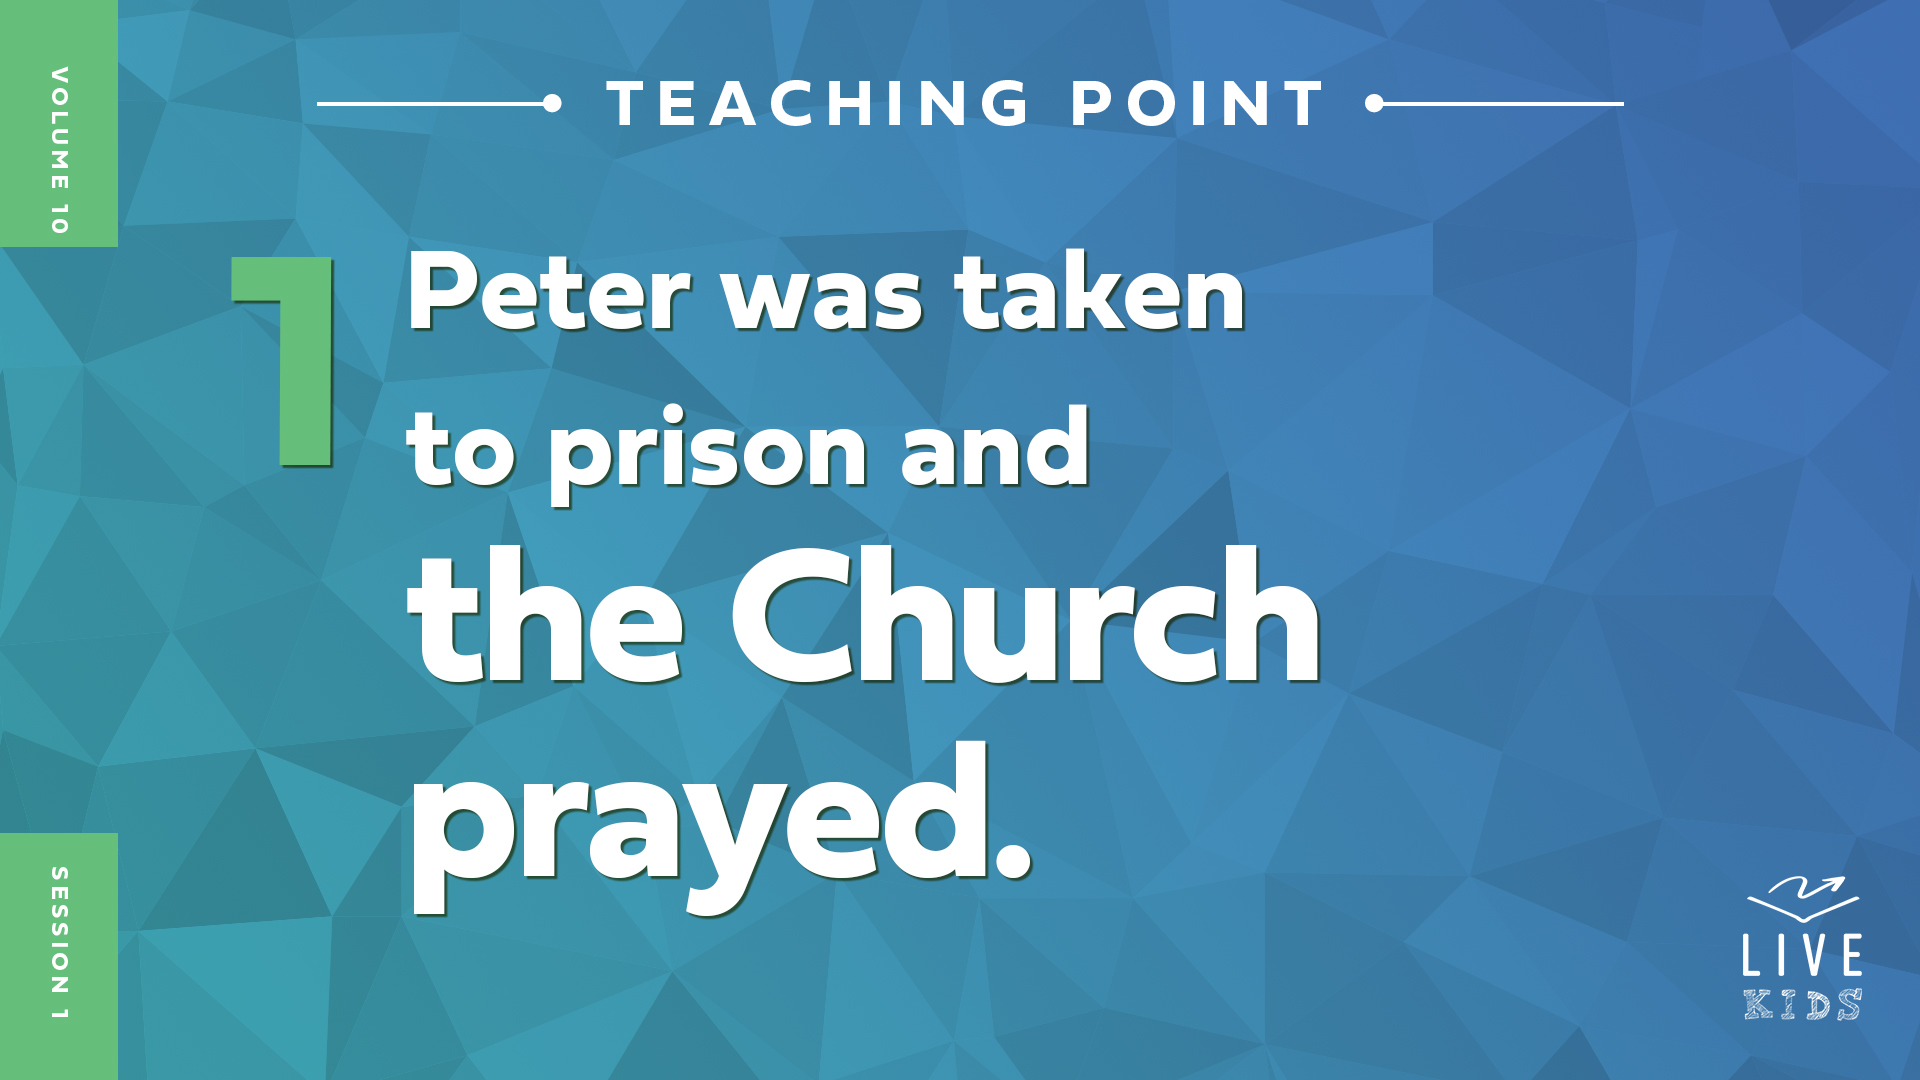 VOLUME 10
TEACHING POINT
1
Peter was taken
to prison and
the Church
prayed.
SESSION 1
LIVE
KIDS